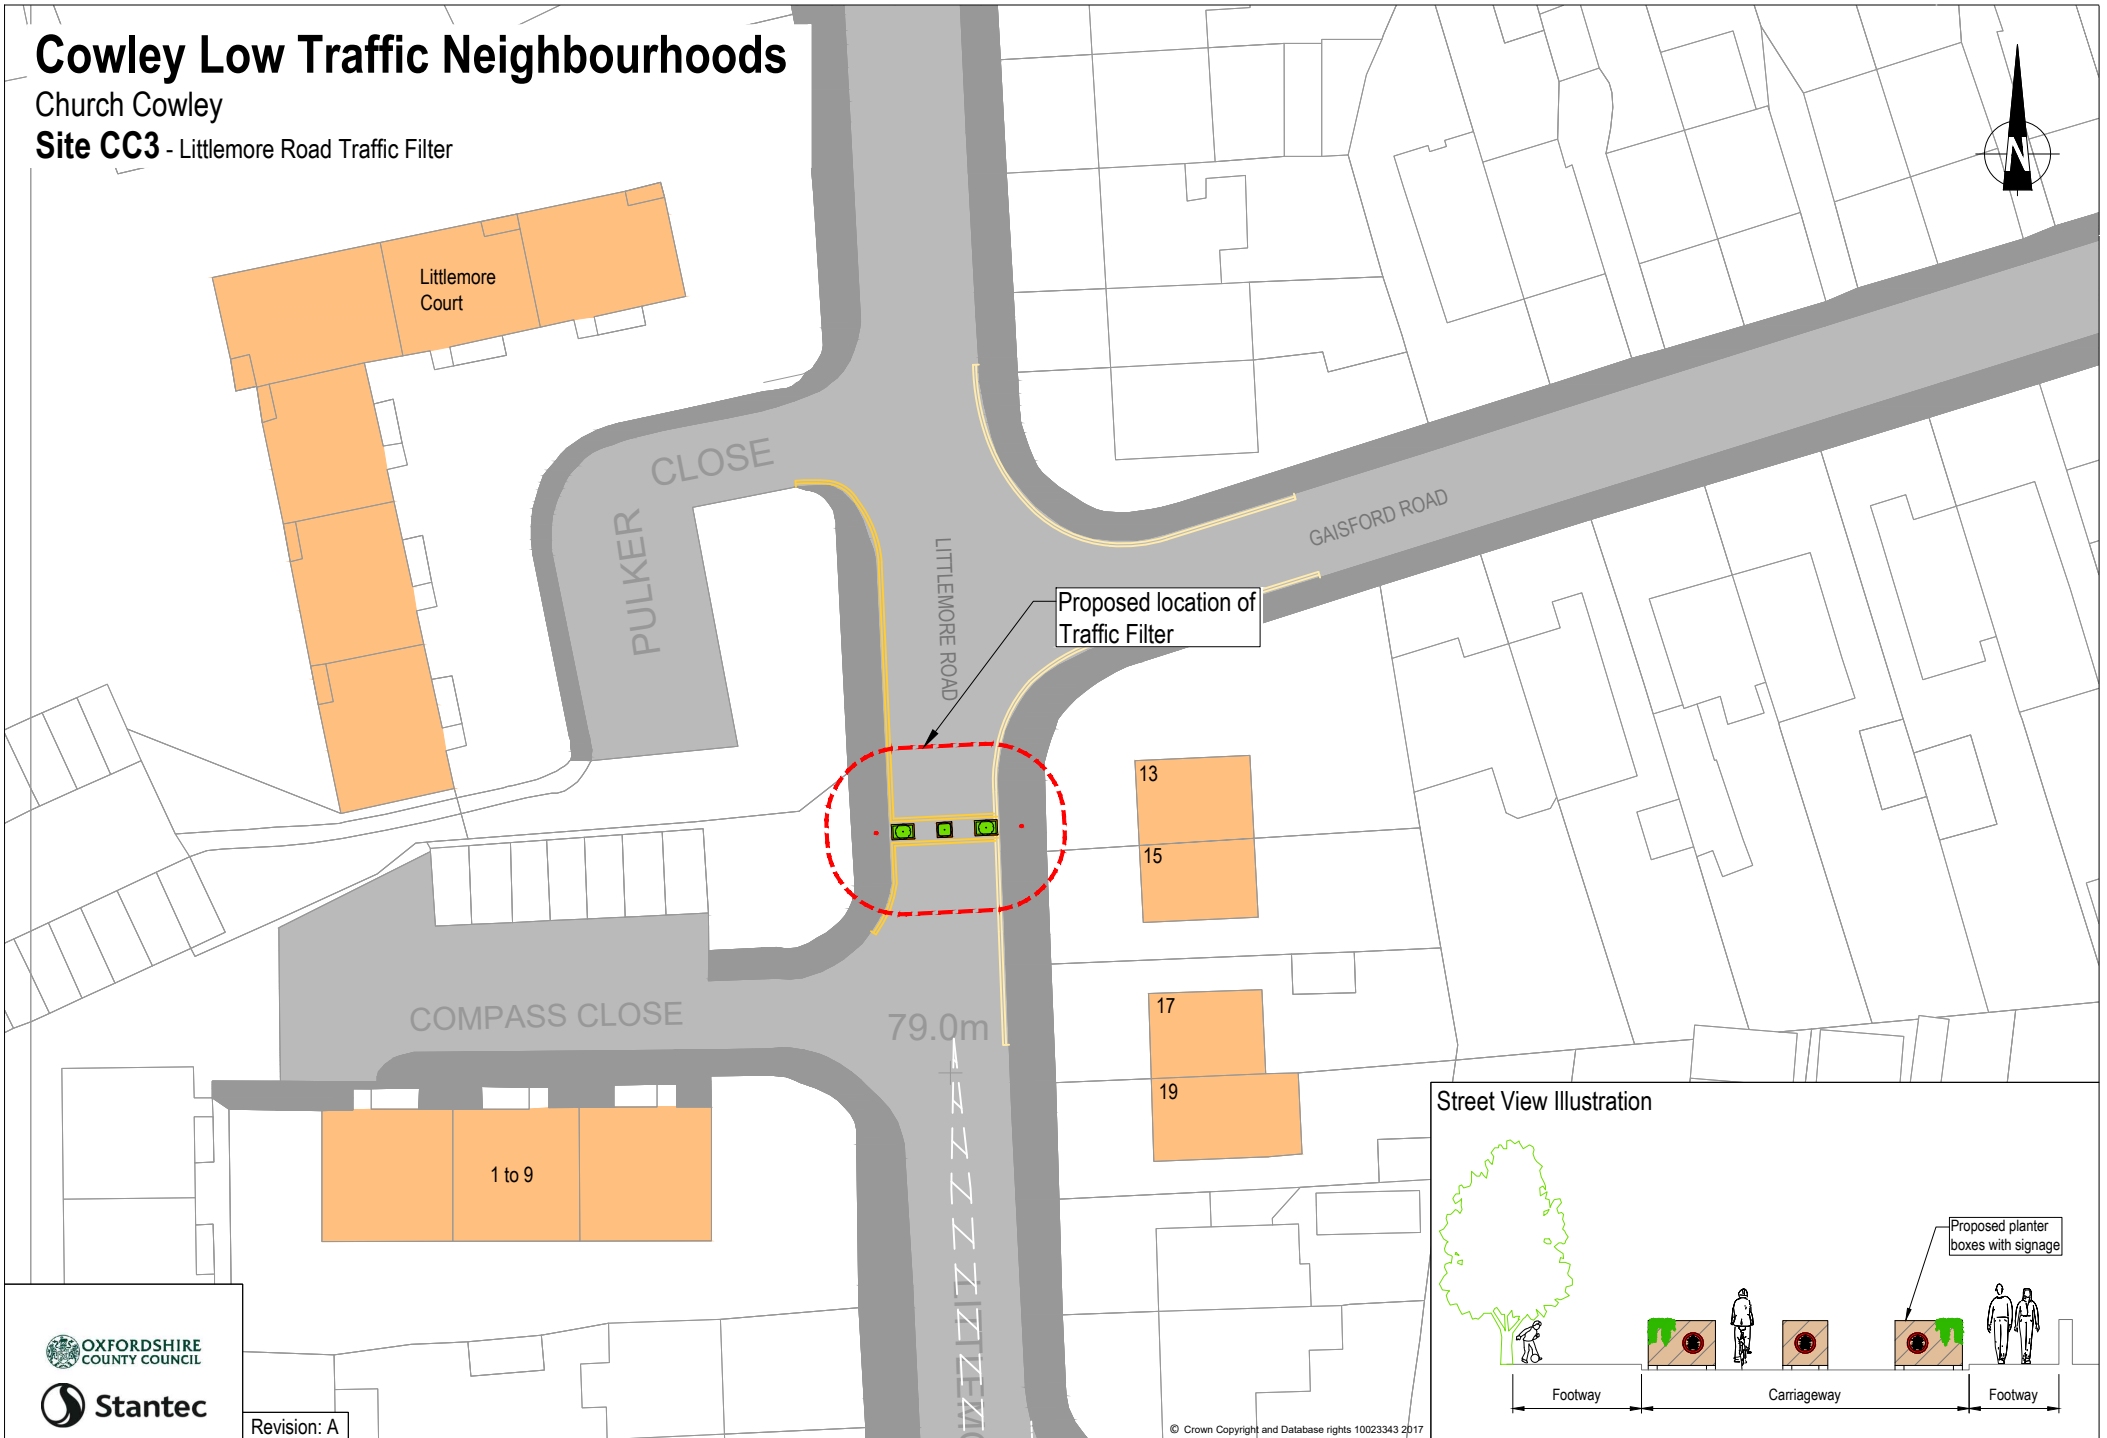 Cowley Low Traffic Neighbourhoods
Church Cowley
Site CC3 - Littlemore Road Traffic Filter
N
Littlemore
Court
PULKER
CLOSE
LITTLEMORE ROAD
GAISFORD ROAD
Proposed location of
Traffic Filter
13
15
17
19
COMPASS CLOSE
79.0m
1 to 9
Street View Illustration
Proposed planter
boxes with signage
Footway
Carriageway
Footway
OXFORDSHIRE
COUNTY COUNCIL
Stantec
Revision: A
© Crown Copyright and Database rights 10023343 2017